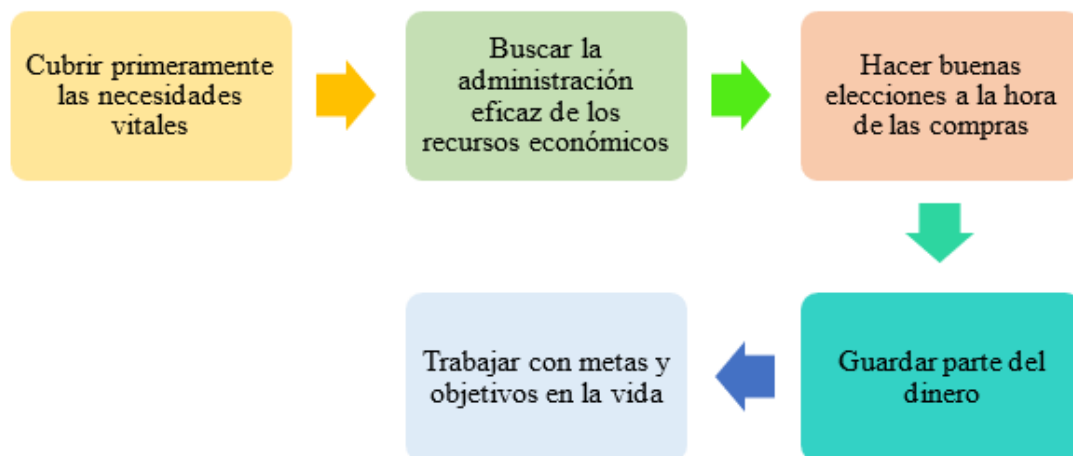 Cubrir primeramente
las necesidades
vitales
Buscar la
administración
eficaz de los
recursos económicos
Hacer buenas
elecciones a la hora
de las compras
Guardar parte del
dinero
Trabajar con metas y
objetivos en la vida